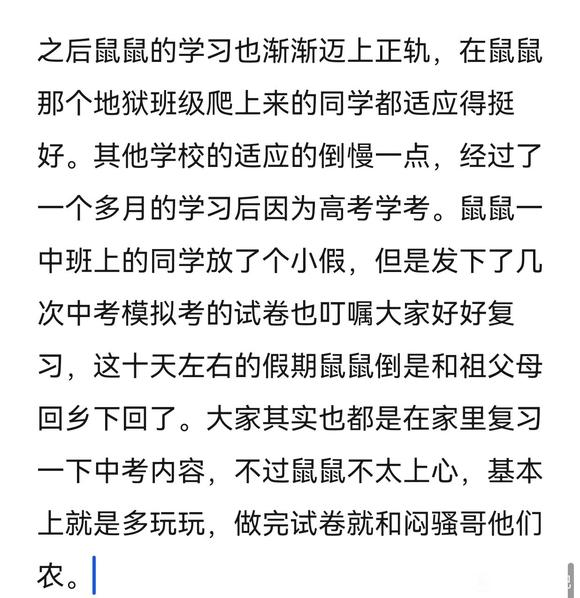 之后鼠鼠的学习也渐渐迈上正轨，在鼠鼠
那个地狱班级爬上来的同学都适应得挺
好。其他学校的适应的倒慢一点，经过了
一个多月的学习后因为高考学考。鼠鼠一
中班上的同学放了个小假，但是发下了几
次中考模拟考的试卷也叮嘱大家好好复
习，这十天左右的假期鼠鼠倒是和祖父母
回乡下回了。大家其实也都是在家里复习
一下中考内容，不过鼠鼠不太上心，基本
上就是多玩玩，做完试卷就和闷骚哥他们
农。